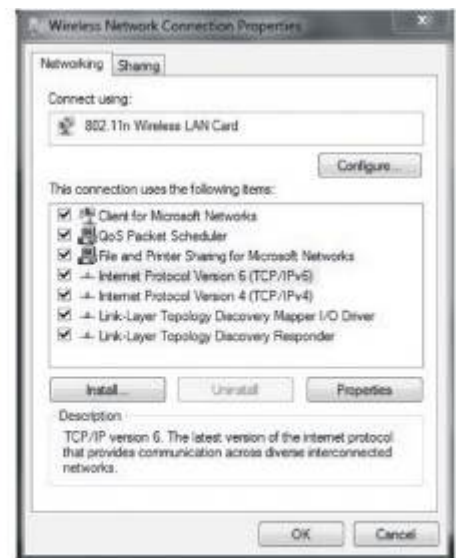 Wireless Network Connection Properties
Networking Sharing
Connect using:
802.11n Wireless LAN Card
Configure...
This connection uses the following items:
Client for Microsoft Networks
QoS Packet Scheduler
File and Printer Sharing for Microsoft Networks
Internet Protocol Version 6 (TCP/IPv6)
Internet Protocol Version 4 (TCP/IPv4)
Link-Layer Topology Discovery Mapper I/O Driver
Link-Layer Topology Discovery Responder
Install... Uninstall Properties
Description
TCP/IP version 6. The latest version of the internet protocol
that provides communication across diverse interconnected
networks.
OK Cancel